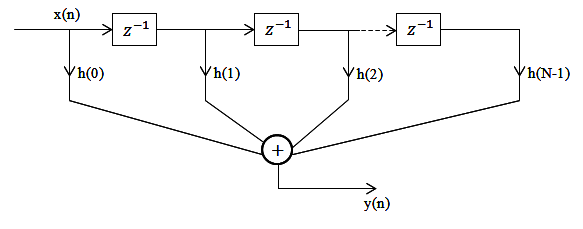 x(n)
z⁻¹ z⁻¹ z⁻¹
h(0) h(1) h(2) h(N-1)
+
y(n)